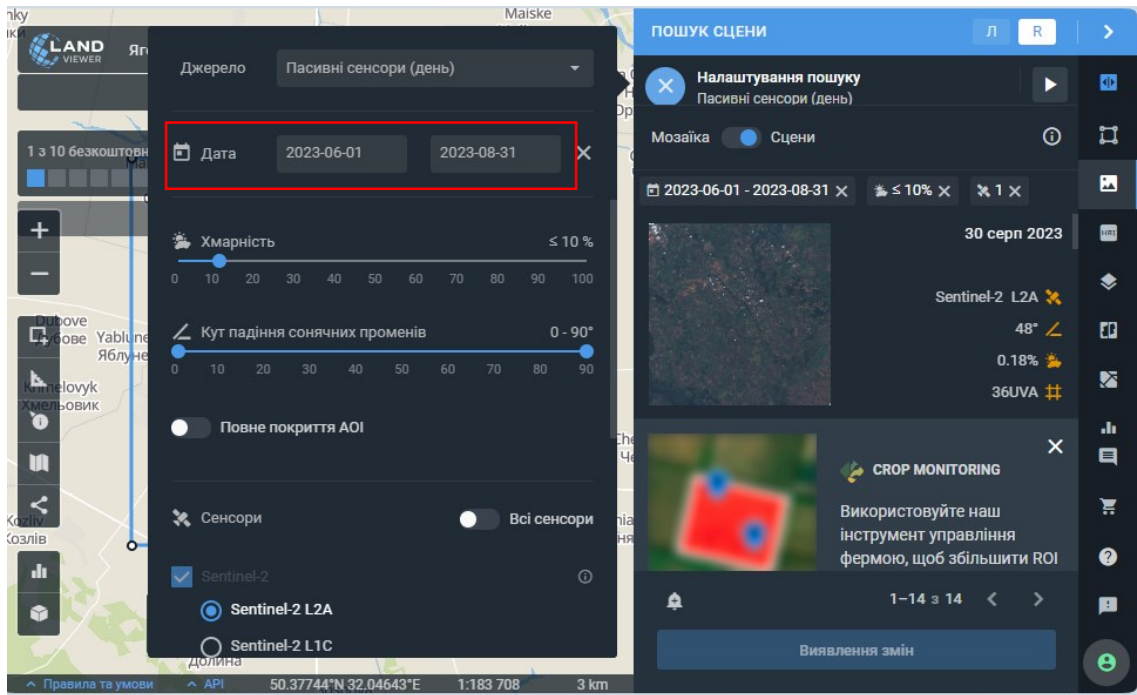 Maiske
LAND
VIEWER
Джерело
Пасивні сенсори (день)
1 з 10 безкоштовн
Дата
2023-06-01
2023-08-31
Хмарність
≤ 10 %
0 10 20 30 40 50 60 70 80 90 100
Кут падіння сонячних променів
0 - 90°
0 10 20 30 40 50 60 70 80 90
Повне покриття AOI
Сенсори
Всі сенсори
Sentinel-2
Sentinel-2 L2A
Sentinel-2 L1C
Dubove
Yablune
Яблуне
Хмельовик
Козлів
Долина
Правила та умови
API
50.37744°N 32.04643°E
1:183 708
3 km
ПОШУК СЦЕНИ
Л
R
Налаштування пошуку
Пасивні сенсори (день)
Мозаїка
Сцени
2023-06-01 - 2023-08-31
≤ 10%
1
30 серп 2023
Sentinel-2 L2A
48°
0.18%
36UVA
CROP MONITORING
Використовуйте наш
інструмент управління
фермою, щоб збільшити ROI
1–14 з 14
Виявлення змін
HRI